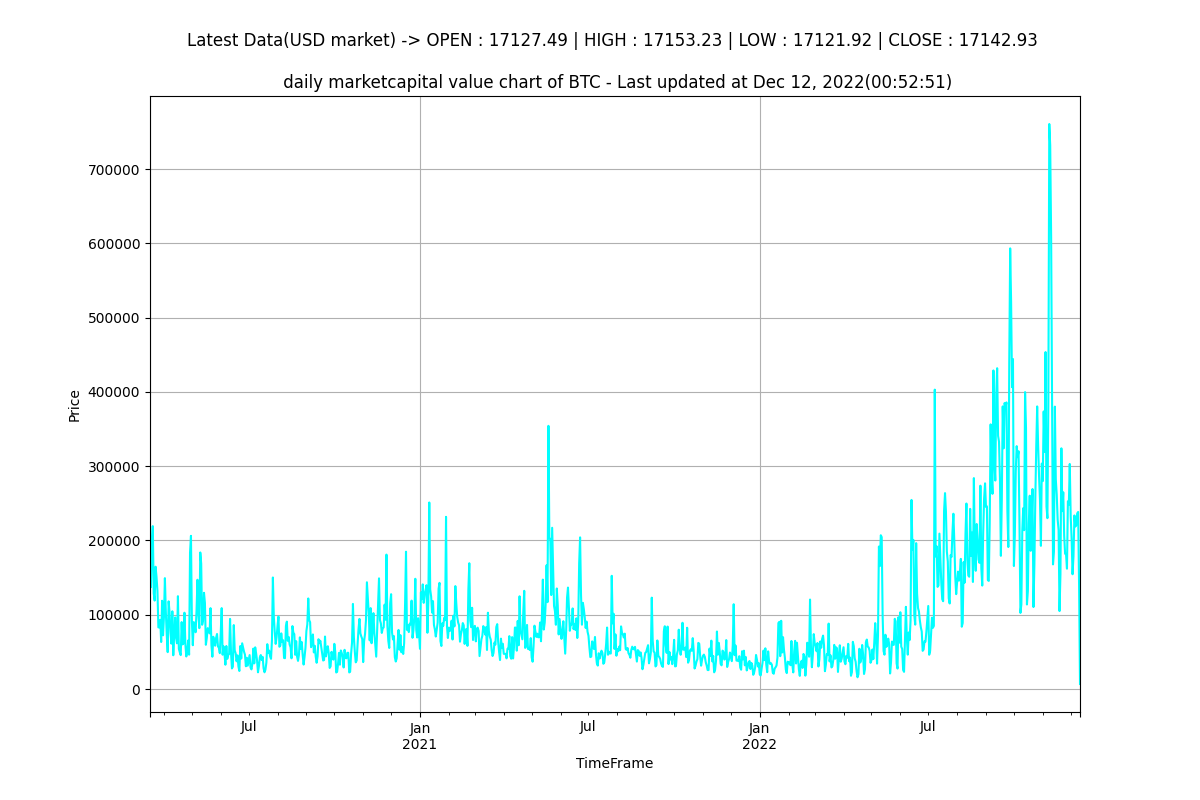 Latest Data(USD market) -> OPEN : 17127.49 | HIGH : 17153.23 | LOW : 17121.92 | CLOSE : 17142.93
daily marketcapital value chart of BTC - Last updated at Dec 12, 2022(00:52:51)
700000
600000
500000
400000
300000
200000
100000
0
Price
Jul
Jan
2021
Jul
Jan
2022
Jul
TimeFrame